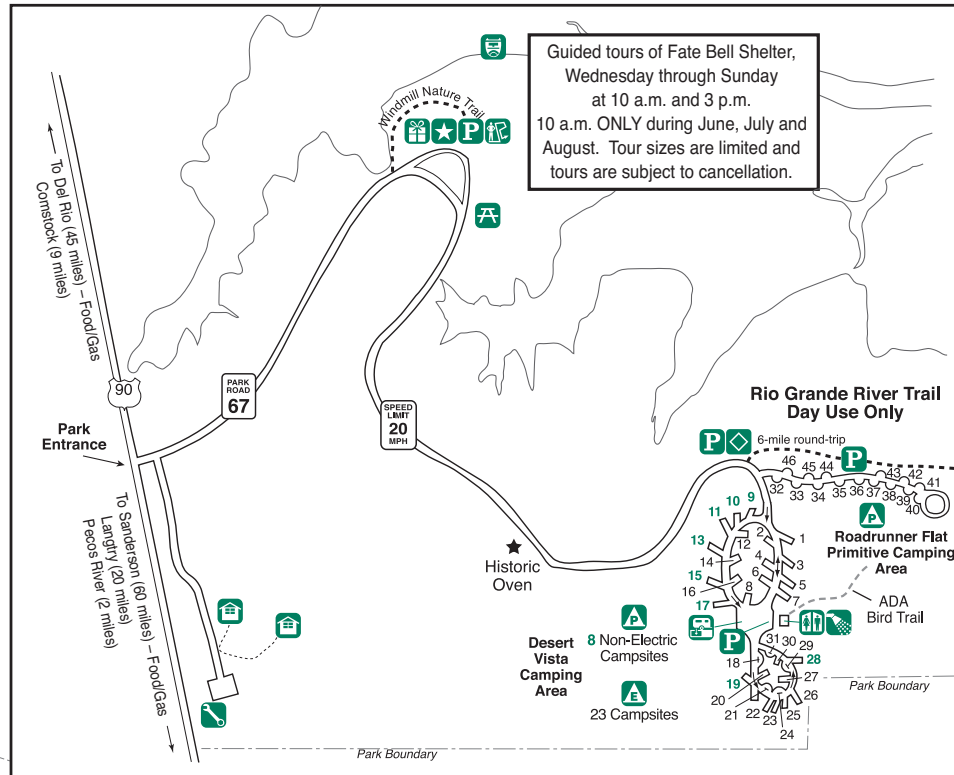 Guided tours of Fate Bell Shelter,
Wednesday through Sunday
at 10 a.m. and 3 p.m.
10 a.m. ONLY during June, July and
August.  Tour sizes are limited and
tours are subject to cancellation.
Windmill Nature Trail
P
To Del Rio (45 miles) – Food/Gas
Comstock (9 miles)
90
PARK
ROAD
67
SPEED
LIMIT
20
MPH
Park
Entrance
To Sanderson (60 miles) – Food/Gas
Langtry (20 miles)
Pecos River (2 miles)
Rio Grande River Trail
Day Use Only
6-mile round-trip
P
P
46
45
44
43
42
41
32
33
34
35
36
37
38
39
40
P
Roadrunner Flat
Primitive Camping
Area
ADA
Bird Trail
Historic
Oven
9
10
11
12
2
1
13
14
4
3
15
6
5
16
8
7
17
P
8 Non-Electric
Campsites
Desert
Vista
Camping
Area
E
23 Campsites
P
31
30
29
28
18
27
19
26
20
21
22
23
25
24
Park Boundary
Park Boundary